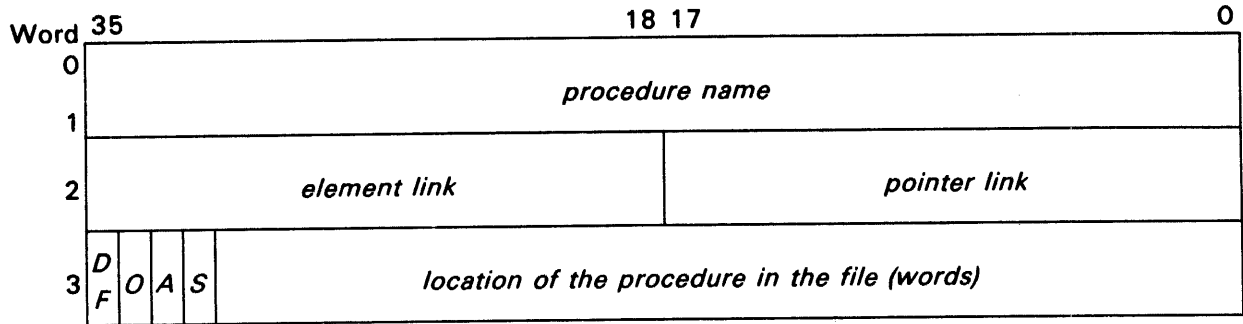 Word 35 18 17 0
0
procedure name
1
2 element link pointer link
3 D F O A S location of the procedure in the file (words)